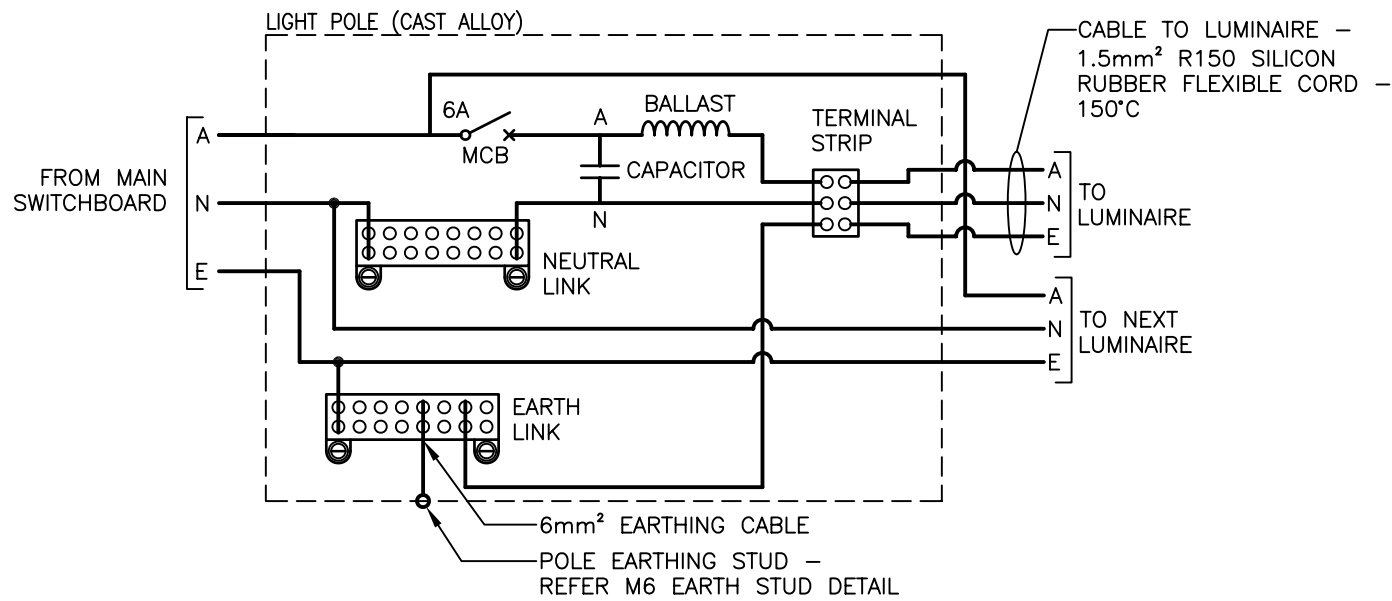 LIGHT POLE (CAST ALLOY)
CABLE TO LUMINAIRE –
1.5mm² R150 SILICON
RUBBER FLEXIBLE CORD –
150°C
6A
MCB
A
BALLAST
CAPACITOR
N
TERMINAL
STRIP
FROM MAIN
SWITCHBOARD
A
N
E
NEUTRAL
LINK
A
N
E
TO
LUMINAIRE
A
N
E
TO NEXT
LUMINAIRE
EARTH
LINK
6mm² EARTHING CABLE
POLE EARTHING STUD –
REFER M6 EARTH STUD DETAIL